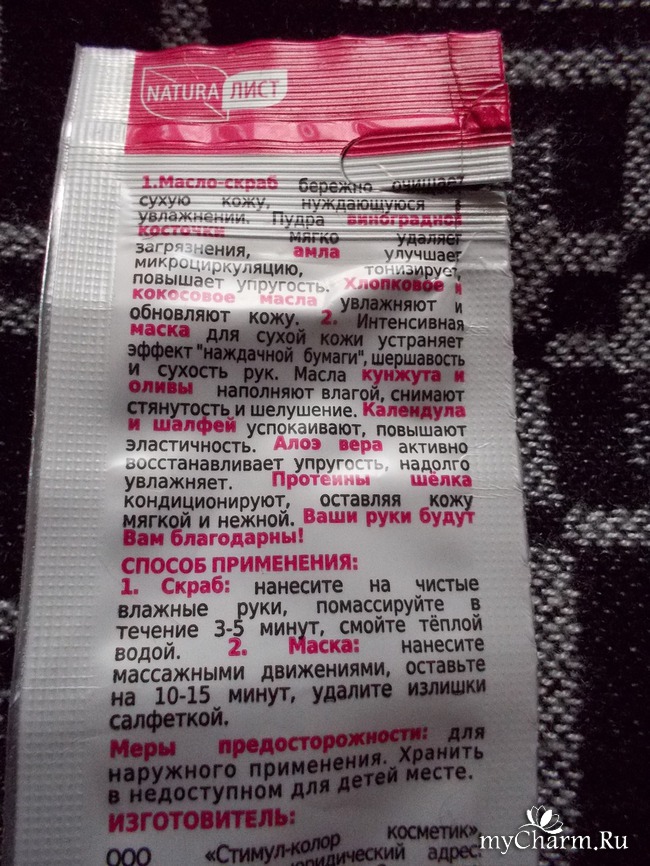 NATURA ЛИСТ
1.Масло-скраб бережно очищает
сухую кожу, нуждающуюся в
увлажнении. Пудра виноградной
косточки мягко удаляет
загрязнения, амла улучшает
микроциркуляцию, тонизирует,
повышает упругость. Хлопковое и
кокосовое масла увлажняют и
обновляют кожу. 2. Интенсивная
маска для сухой кожи устраняет
эффект "наждачной бумаги", шершавость
и сухость рук. Масла кунжута и
оливы наполняют влагой, снимают
стянутость и шелушение. Календула
и шалфей успокаивают, повышают
эластичность. Алоэ вера активно
восстанавливает упругость, надолго
увлажняет. Протеины шёлка
кондиционируют, оставляя кожу
мягкой и нежной. Ваши руки будут
Вам благодарны!
СПОСОБ ПРИМЕНЕНИЯ:
1. Скраб: нанесите на чистые
влажные руки, помассируйте в
течение 3-5 минут, смойте тёплой
водой. 2. Маска: нанесите
массажными движениями, оставьте
на 10-15 минут, удалите излишки
салфеткой.
Меры предосторожности: для
наружного применения. Хранить
в недоступном для детей месте.
ИЗГОТОВИТЕЛЬ:
ООО «Стимул-колор косметик»,
адрес:
myCharm.Ru